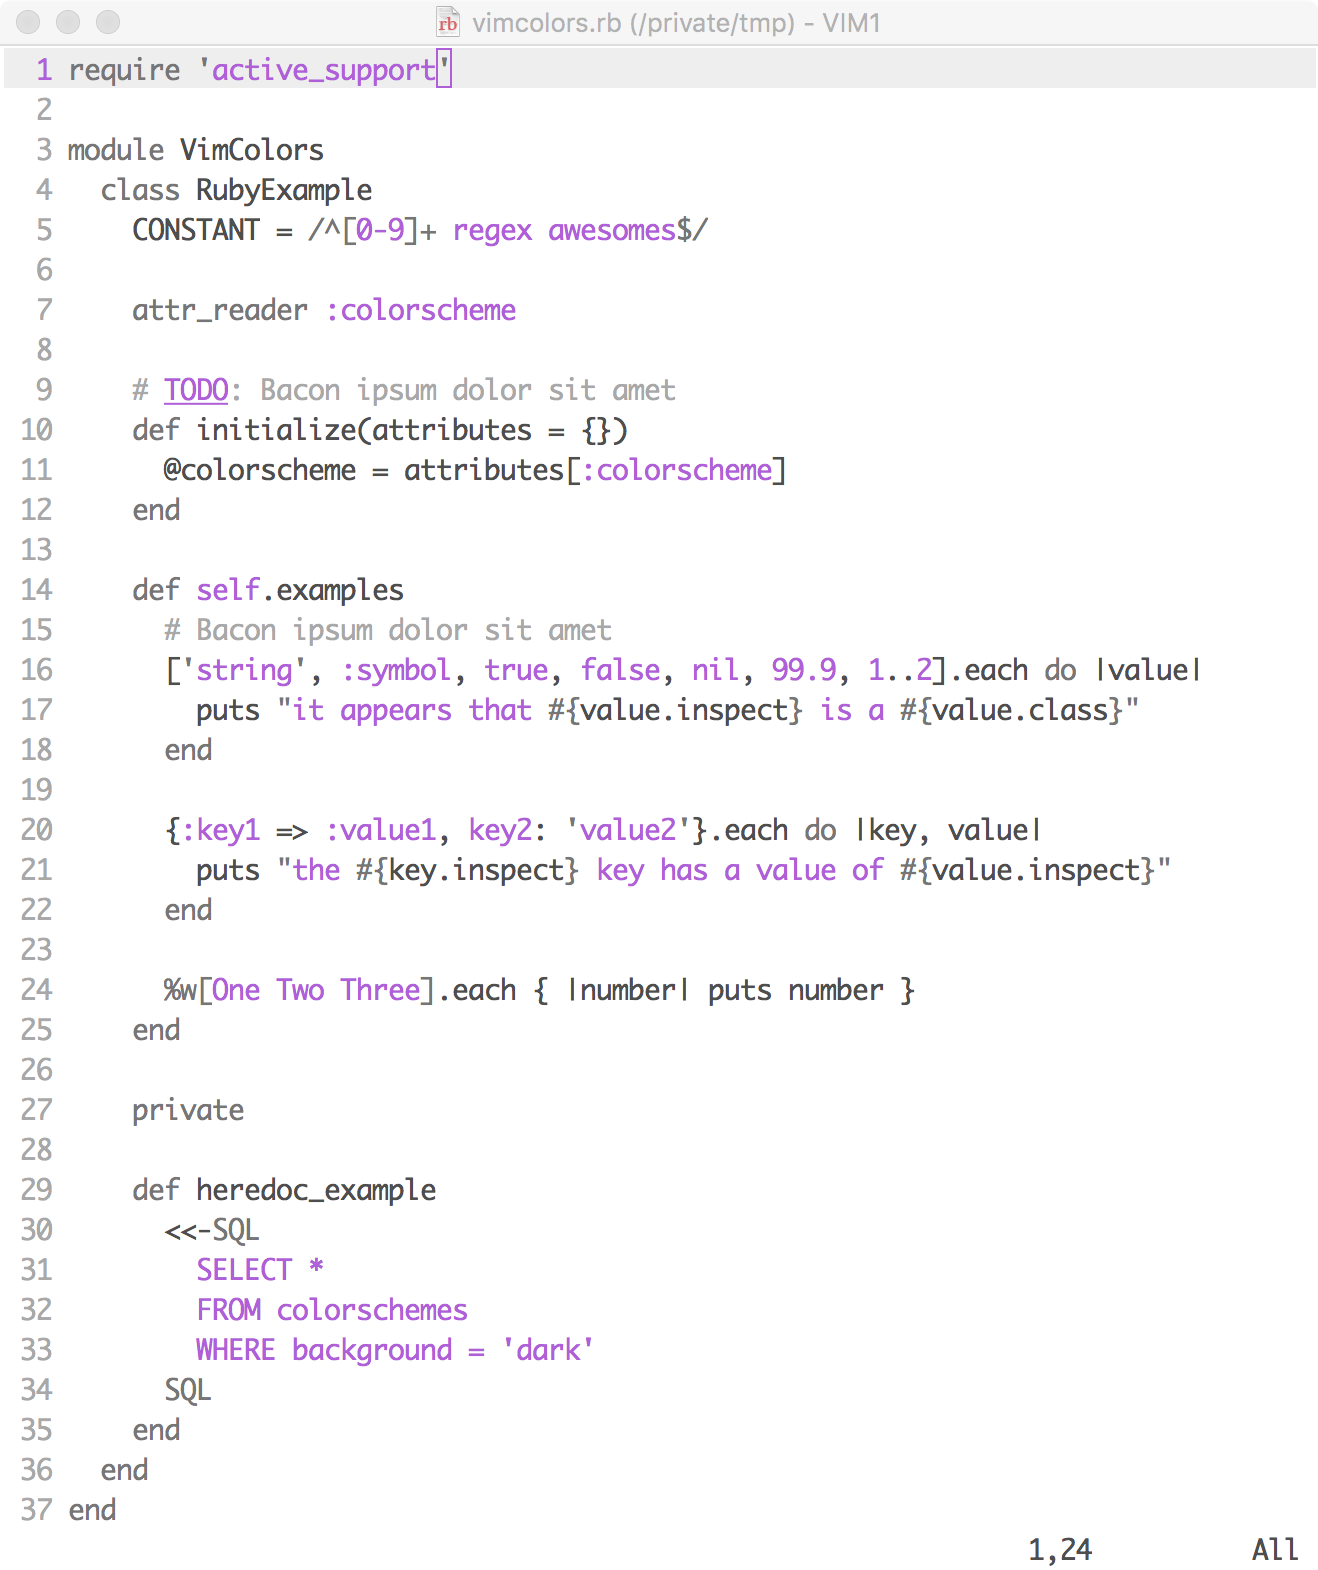 rb vimcolors.rb (/private/tmp) - VIM1
1 require 'active_support'
2
3 module VimColors
4   class RubyExample
5     CONSTANT = /^[0-9]+ regex awesomes$/
6
7     attr_reader :colorscheme
8
9     # TODO: Bacon ipsum dolor sit amet
10     def initialize(attributes = {})
11       @colorscheme = attributes[:colorscheme]
12     end
13
14     def self.examples
15       # Bacon ipsum dolor sit amet
16       ['string', :symbol, true, false, nil, 99.9, 1..2].each do |value|
17         puts "it appears that #{value.inspect} is a #{value.class}"
18       end
19
20       {:key1 => :value1, key2: 'value2'}.each do |key, value|
21         puts "the #{key.inspect} key has a value of #{value.inspect}"
22       end
23
24       %w[One Two Three].each { |number| puts number }
25     end
26
27     private
28
29     def heredoc_example
30       <<-SQL
31         SELECT *
32         FROM colorschemes
33         WHERE background = 'dark'
34       SQL
35     end
36   end
37 end
1,24 All